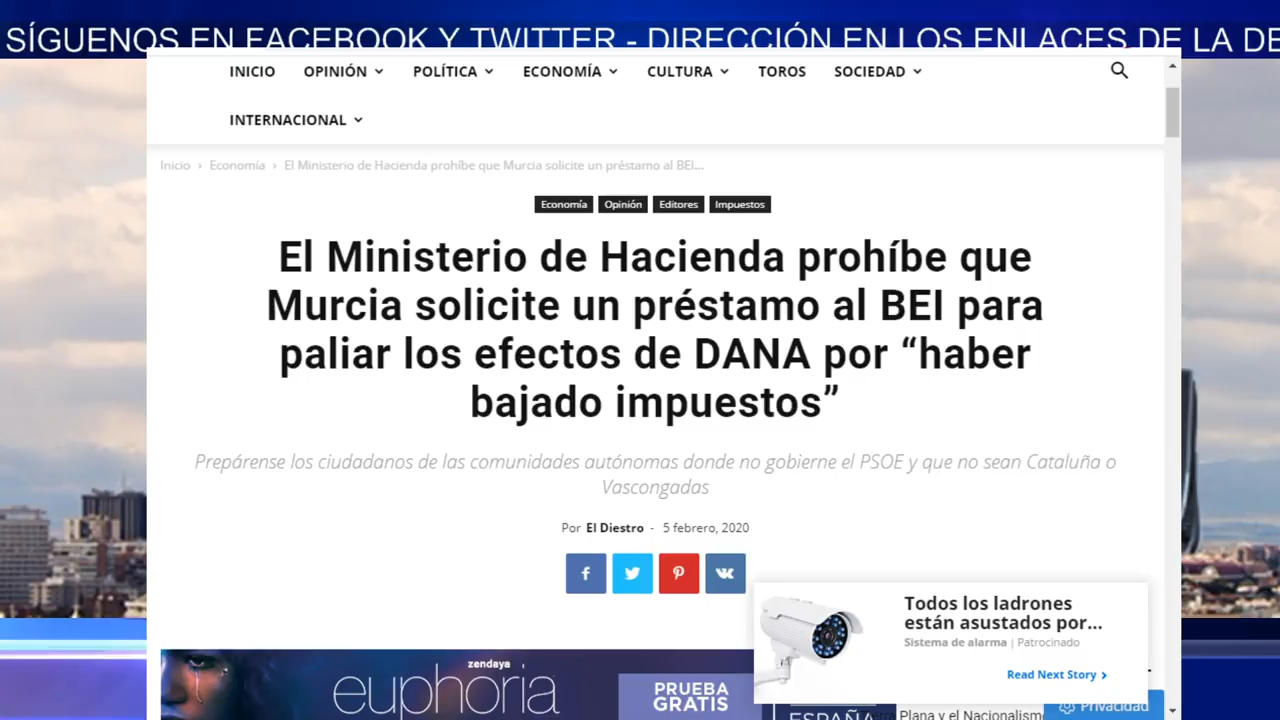 SÍGUENOS EN FACEBOOK Y TWITTER - DIRECCIÓN EN LOS ENLACES DE LA DE
INICIO OPINIÓN POLÍTICA ECONOMÍA CULTURA TOROS SOCIEDAD
INTERNACIONAL
Inicio › Economía › El Ministerio de Hacienda prohíbe que Murcia solicite un préstamo al BEI...
Economía Opinión Editores Impuestos
El Ministerio de Hacienda prohíbe que
Murcia solicite un préstamo al BEI para
paliar los efectos de DANA por “haber
bajado impuestos”
Prepárense los ciudadanos de las comunidades autónomas donde no gobierne el PSOE y que no sean Cataluña o
Vascongadas
Por El Diestro - 5 febrero, 2020
Todos los ladrones
están asustados por...
Sistema de alarma | Patrocinado
Read Next Story
zendaya
euphoria
PRUEBA
GRATIS
ESPAÑA
Plana y el Nacionalismo
Privacidad